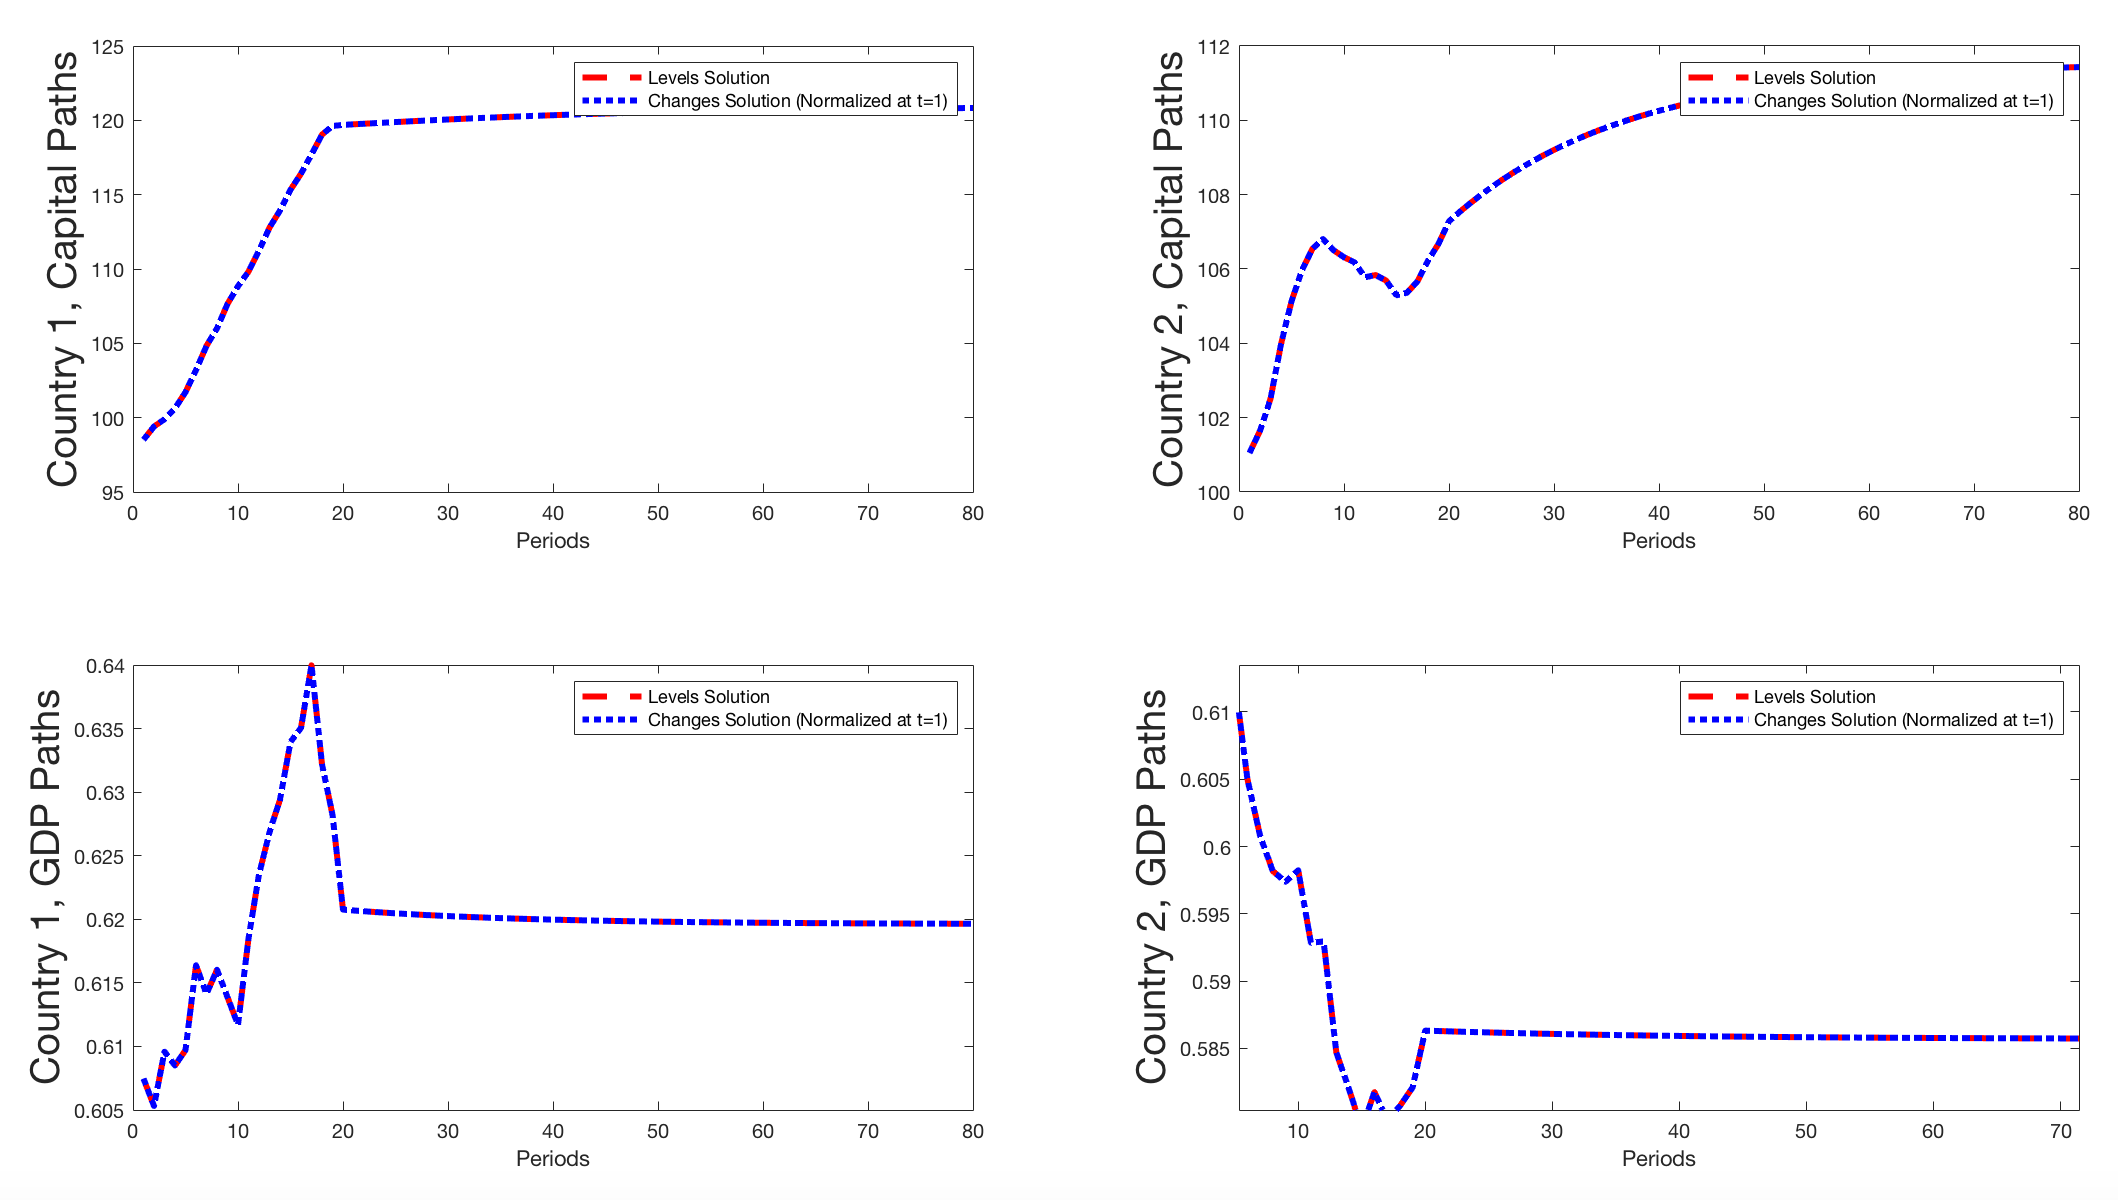 Country 1, Capital Paths
125
120
115
110
105
100
95
0 10 20 30 40 50 60 70 80
Periods
Levels Solution
Changes Solution (Normalized at t=1)
Country 2, Capital Paths
112
110
108
106
104
102
100
0 10 20 30 40 50 60 70 80
Periods
Levels Solution
Changes Solution (Normalized at t=1)
Country 1, GDP Paths
0.64
0.635
0.63
0.625
0.62
0.615
0.61
0.605
0 10 20 30 40 50 60 70 80
Periods
Levels Solution
Changes Solution (Normalized at t=1)
Country 2, GDP Paths
0.61
0.605
0.6
0.595
0.59
0.585
10 20 30 40 50 60 70
Periods
Levels Solution
Changes Solution (Normalized at t=1)